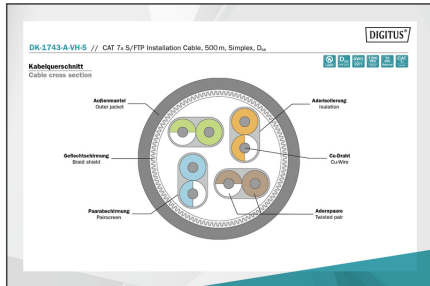 DIGITUS®
DK-1743-A-VH-5 // CAT 7A S/FTP Installation Cable, 500 m, Simplex, Dca
Kabelquerschnitt
Cable cross section
Außenmantel
Outer jacket
Aderisolierung
Isolation
Geflechtschirmung
Braid shield
Cu-Draht
Cu-Wire
Paarabschirmung
Pairscreen
Adernpaare
Twisted pair